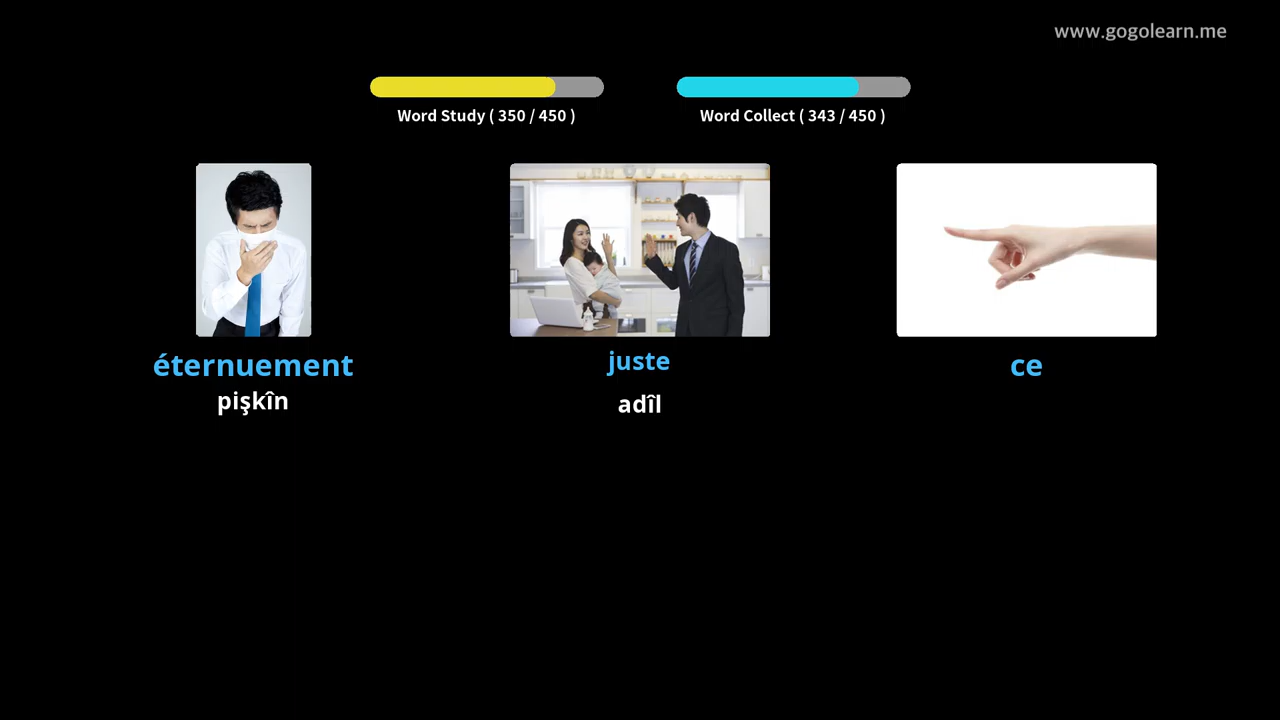 www.gogolearn.me
Word Study ( 350 / 450 )
Word Collect ( 343 / 450 )
éternuement
pişkîn
juste
adîl
ce